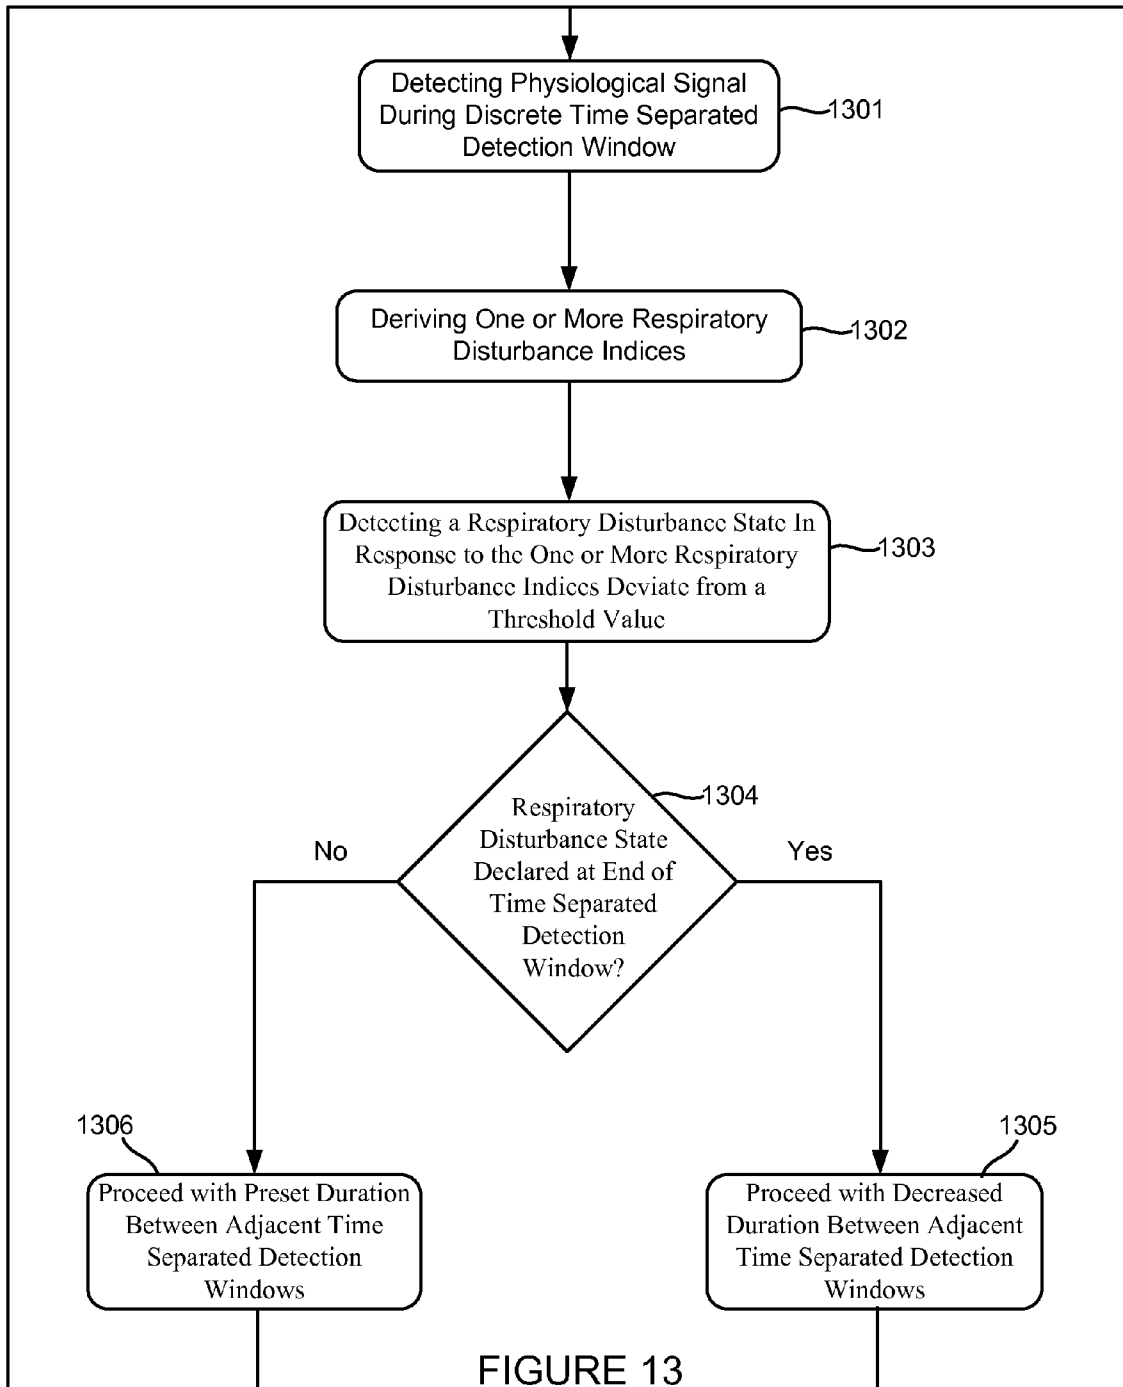 Detecting Physiological Signal
During Discrete Time Separated
Detection Window
1301
Deriving One or More Respiratory
Disturbance Indices
1302
Detecting a Respiratory Disturbance State In
Response to the One or More Respiratory
Disturbance Indices Deviate from a
Threshold Value
1303
1304
Respiratory
Disturbance State
Declared at End of
Time Separated
Detection
Window?
No
Yes
1306
1305
Proceed with Preset Duration
Between Adjacent Time
Separated Detection
Windows
Proceed with Decreased
Duration Between Adjacent
Time Separated Detection
Windows
FIGURE 13